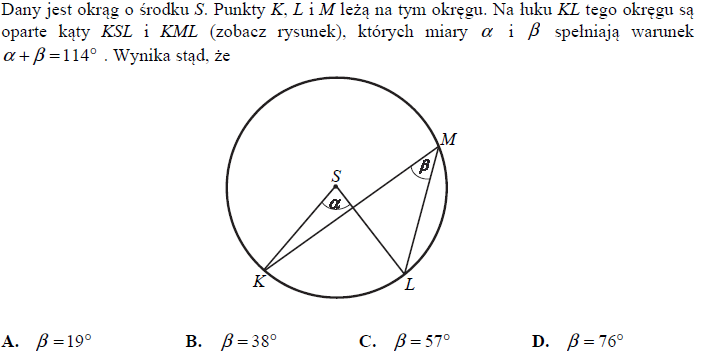 Dany jest okrąg o środku S. Punkty K, L i M leżą na tym okręgu. Na łuku KL tego okręgu są
oparte kąty KSL i KML (zobacz rysunek), których miary α i β spełniają warunek
α + β = 114° . Wynika stąd, że
M
β
S
α
K
L
A. β = 19° B. β = 38° C. β = 57° D. β = 76°